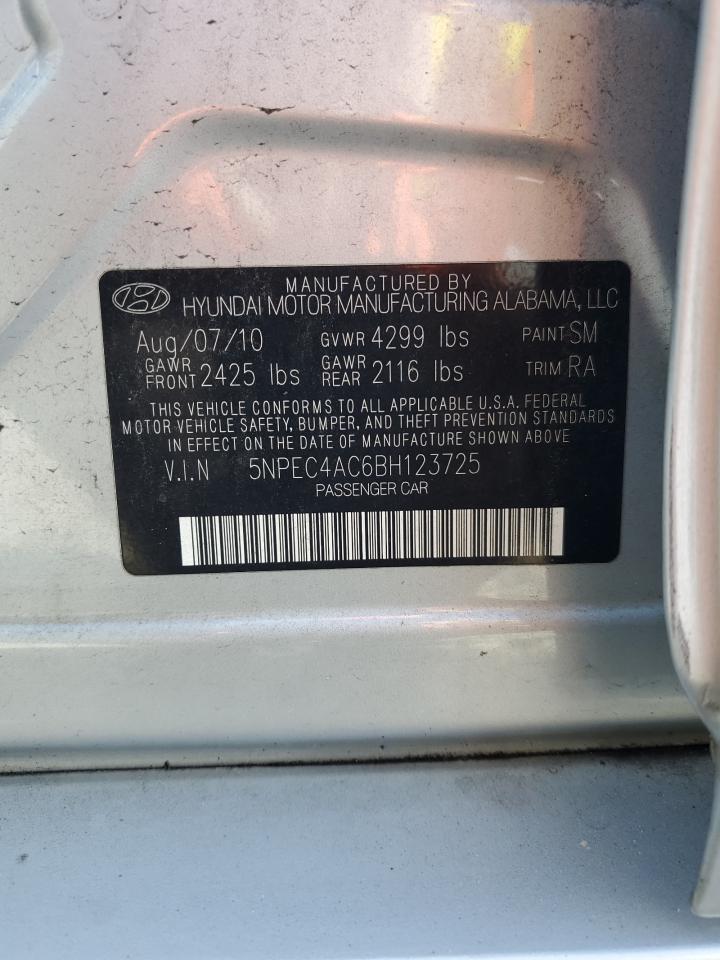 MANUFACTURED BY
HYUNDAI MOTOR MANUFACTURING ALABAMA, LLC
Aug/07/10 GVWR 4299 lbs PAINT SM
GAWR FRONT 2425 lbs GAWR REAR 2116 lbs TRIM RA
THIS VEHICLE CONFORMS TO ALL APPLICABLE U.S.A. FEDERAL
MOTOR VEHICLE SAFETY, BUMPER, AND THEFT PREVENTION STANDARDS
IN EFFECT ON THE DATE OF MANUFACTURE SHOWN ABOVE
V.I.N 5NPEC4AC6BH123725
PASSENGER CAR